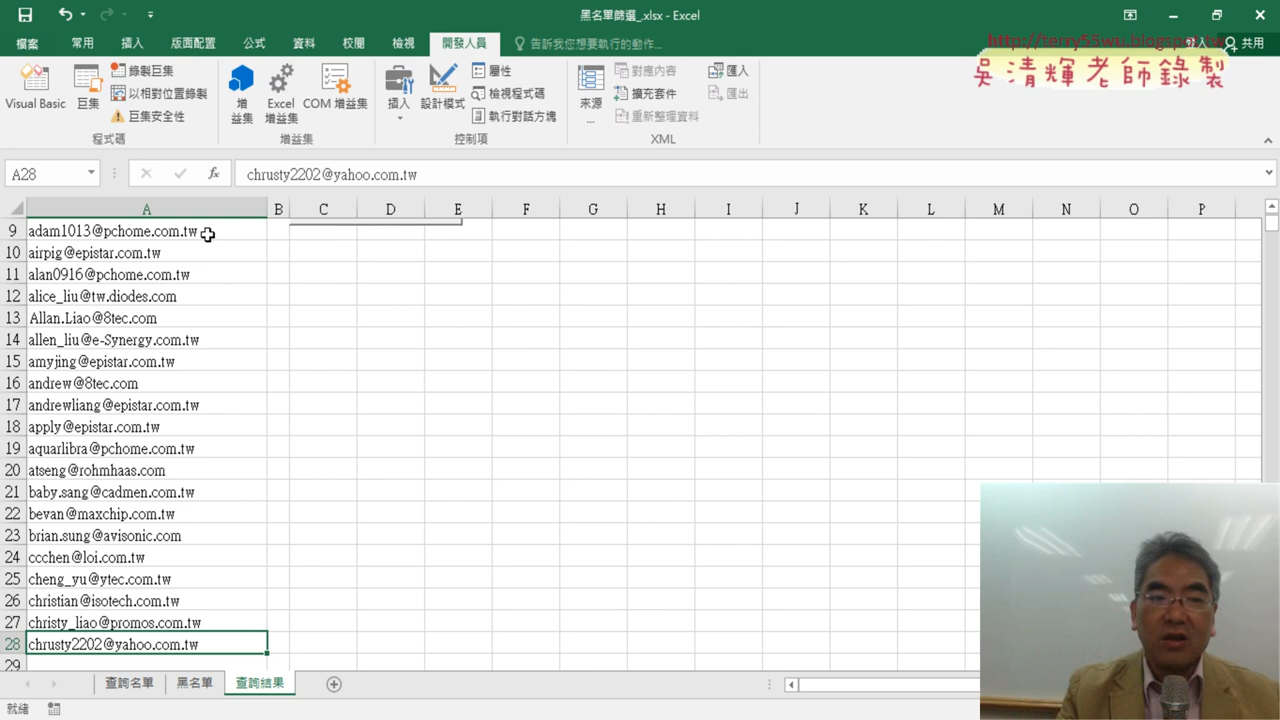 黑名單篩選_.xlsx - Excel
檔案 常用 插入 版面配置 公式 資料 校閱 檢視 開發人員 告訴我您想要執行的動作... 登入 共用
http://terry55wu.blogspot.tw
吳清輝老師錄製
Visual Basic 巨集 錄製巨集 以相對位置錄製 巨集安全性 程式碼
增益集 Excel 增益集 COM 增益集 增益集
插入 設計模式 屬性 檢視程式碼 執行對話方塊 控制項
來源... 對應內容 擴充套件 重新整理資料 匯入 匯出 XML
A28 fx chrusty2202@yahoo.com.tw
A B C D E F G H I J K L M N O P
9 adam1013@pchome.com.tw
10 airpig@epistar.com.tw
11 alan0916@pchome.com.tw
12 alice_liu@tw.diodes.com
13 Allan.Liao@8tec.com
14 allen_liu@e-Synergy.com.tw
15 amyjing@epistar.com.tw
16 andrew@8tec.com
17 andrewliang@epistar.com.tw
18 apply@epistar.com.tw
19 aquarlibra@pchome.com.tw
20 atseng@rohmhaas.com
21 baby.sang@cadmen.com.tw
22 bevan@maxchip.com.tw
23 brian.sung@avisonic.com
24 ccchen@loi.com.tw
25 cheng_yu@ytec.com.tw
26 christian@isotech.com.tw
27 christy_liao@promos.com.tw
28 chrusty2202@yahoo.com.tw
29
查詢名單 黑名單 查詢結果
就緒